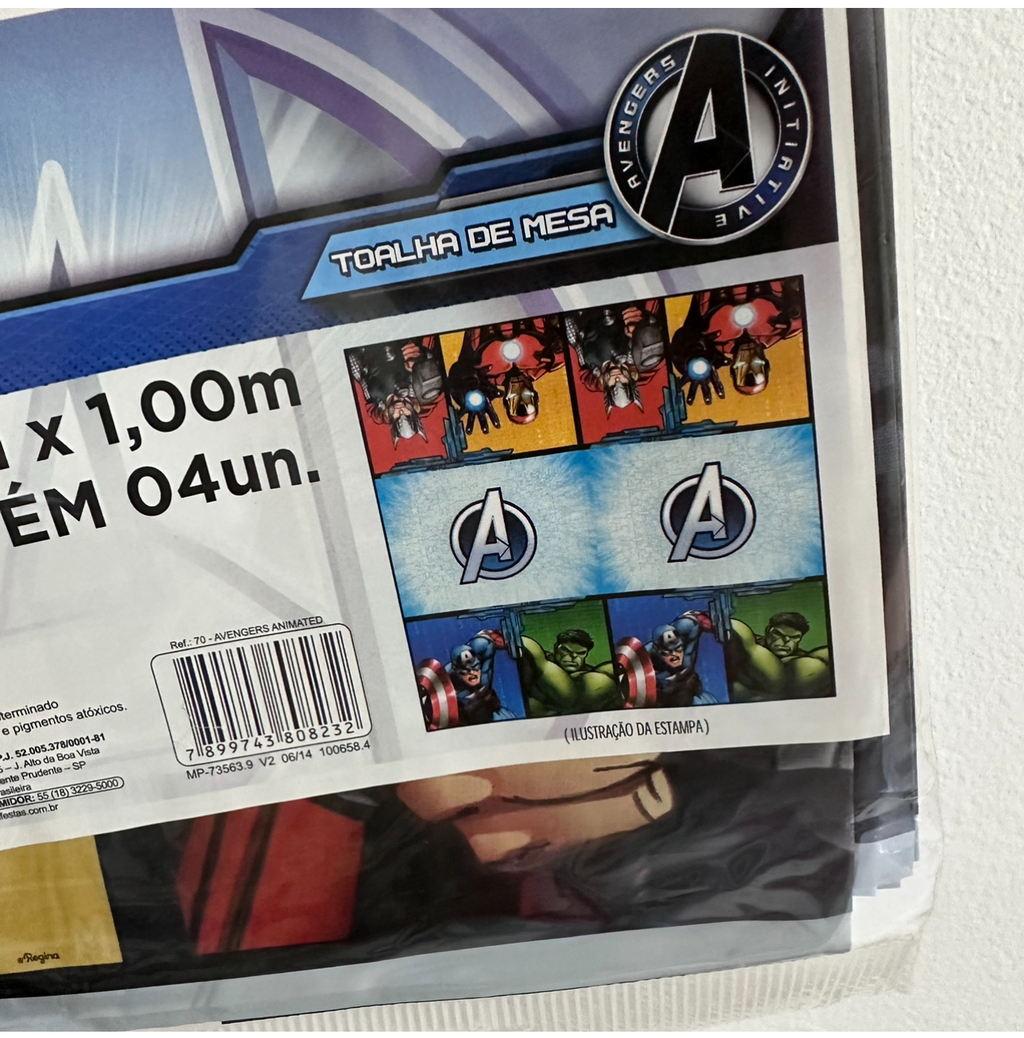 AVENGERS INITIATIVE
TOALHA DE MESA
x 1,00m
ÉM 04un.
Ref.: 70 - AVENGERS ANIMATED
7 899743 808232
MP-73563.9 V2 06/14 100658.4
(ILUSTRAÇÃO DA ESTAMPA)
terminado
e pigmentos atóxicos.
P.J. 52.005.378/0001-81
– J. Alto da Boa Vista
ente Prudente – SP
asileira
MIDOR: 55 (18) 3229-5000
festas.com.br
Regina